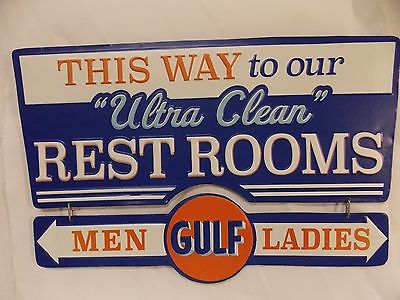 THIS WAY to our
"Ultra Clean"
REST ROOMS
MEN GULF LADIES